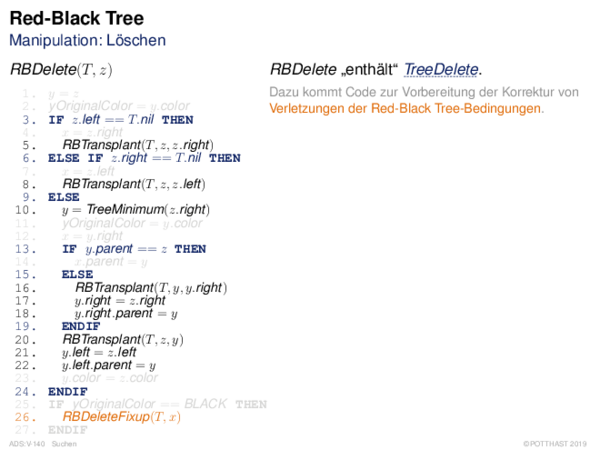 Red-Black Tree
Manipulation: Löschen
RBDelete(T, z)
1. y = z
2. yOriginalColor = y.color
3. IF z.left == T.nil THEN
4. x = z.right
5. RBTransplant(T, z, z.right)
6. ELSE IF z.right == T.nil THEN
7. x = z.left
8. RBTransplant(T, z, z.left)
9. ELSE
10. y = TreeMinimum(z.right)
11. yOriginalColor = y.color
12. x = y.right
13. IF y.parent == z THEN
14. x.parent = y
15. ELSE
16. RBTransplant(T, y, y.right)
17. y.right = z.right
18. y.right.parent = y
19. ENDIF
20. RBTransplant(T, z, y)
21. y.left = z.left
22. y.left.parent = y
23. y.color = z.color
24. ENDIF
25. IF yOriginalColor == BLACK THEN
26. RBDeleteFixup(T, x)
27. ENDIF
RBDelete „enthält“ TreeDelete.
Dazu kommt Code zur Vorbereitung der Korrektur von
Verletzungen der Red-Black Tree-Bedingungen.
ADS:V-140 Suchen
© POTTHAST 2019